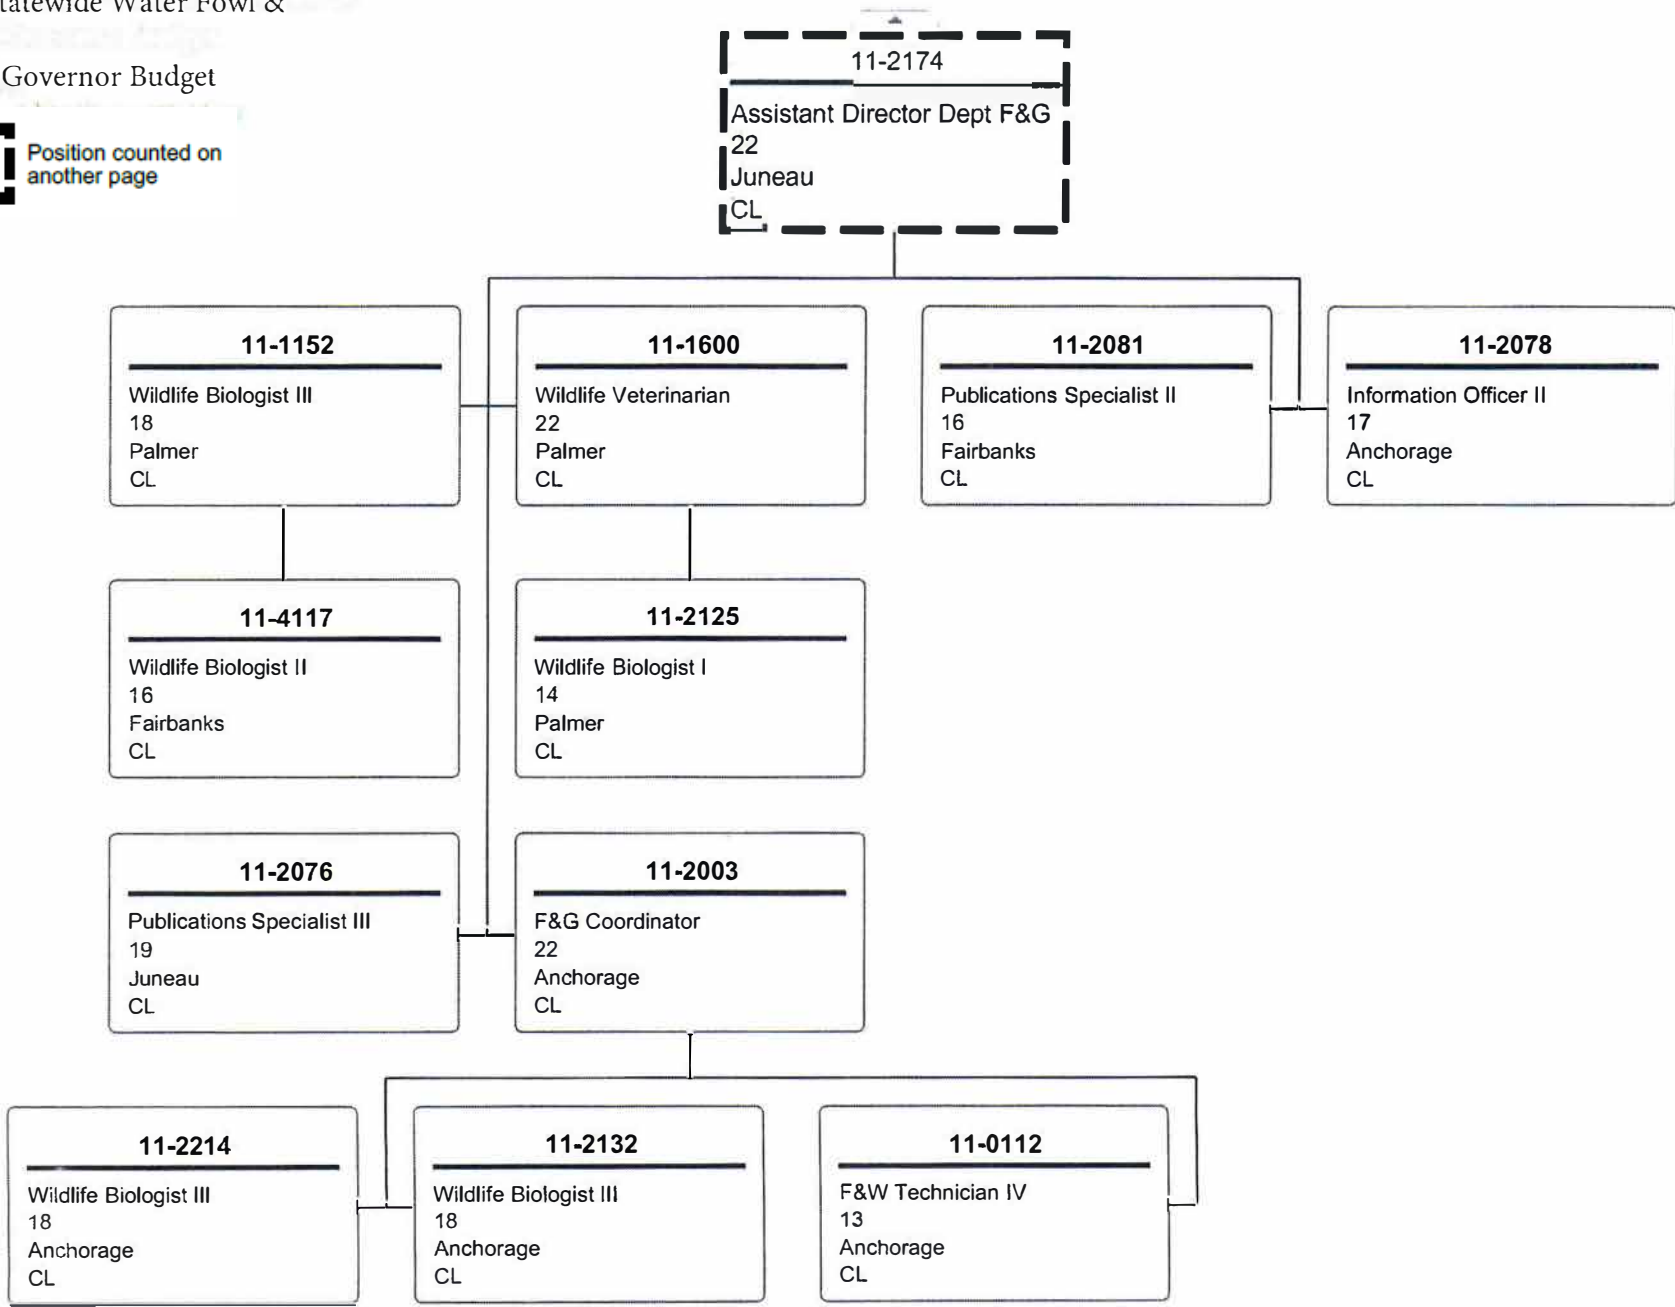 tatewide Water Fowl &
Governor Budget
Position counted on
another page
11-2174
Assistant Director Dept F&G
22
Juneau
CL
11-1152
Wildlife Biologist III
18
Palmer
CL
11-1600
Wildlife Veterinarian
22
Palmer
CL
11-2081
Publications Specialist II
16
Fairbanks
CL
11-2078
Information Officer II
17
Anchorage
CL
11-4117
Wildlife Biologist II
16
Fairbanks
CL
11-2125
Wildlife Biologist I
14
Palmer
CL
11-2076
Publications Specialist III
19
Juneau
CL
11-2003
F&G Coordinator
22
Anchorage
CL
11-2214
Wildlife Biologist III
18
Anchorage
CL
11-2132
Wildlife Biologist III
18
Anchorage
CL
11-0112
F&W Technician IV
13
Anchorage
CL